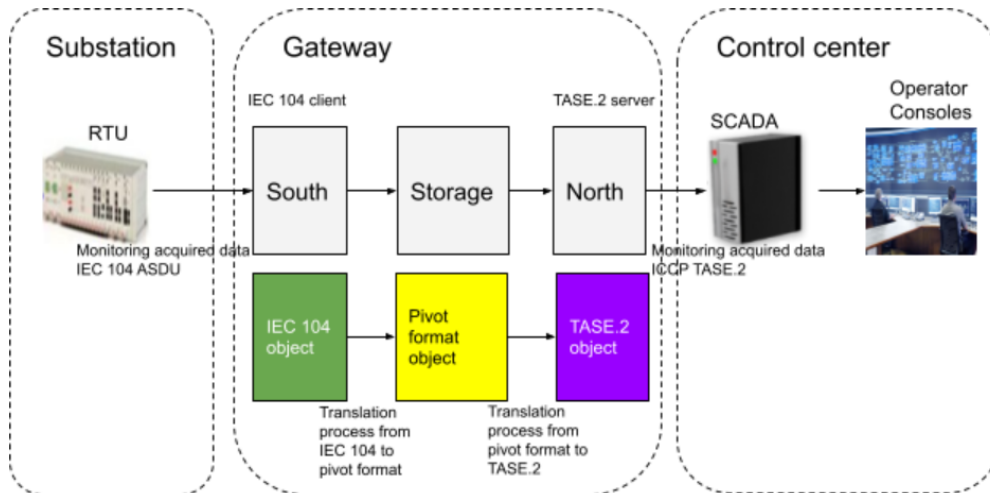 Substation
Gateway
Control center
IEC 104 client
TASE.2 server
Operator
Consoles
RTU
SCADA
South
Storage
North
Monitoring acquired data
IEC 104 ASDU
Monitoring acquired data
ICCP TASE.2
IEC 104
object
Pivot
format
object
TASE.2
object
Translation
process from
IEC 104 to
pivot format
Translation
process from
pivot format to
TASE.2